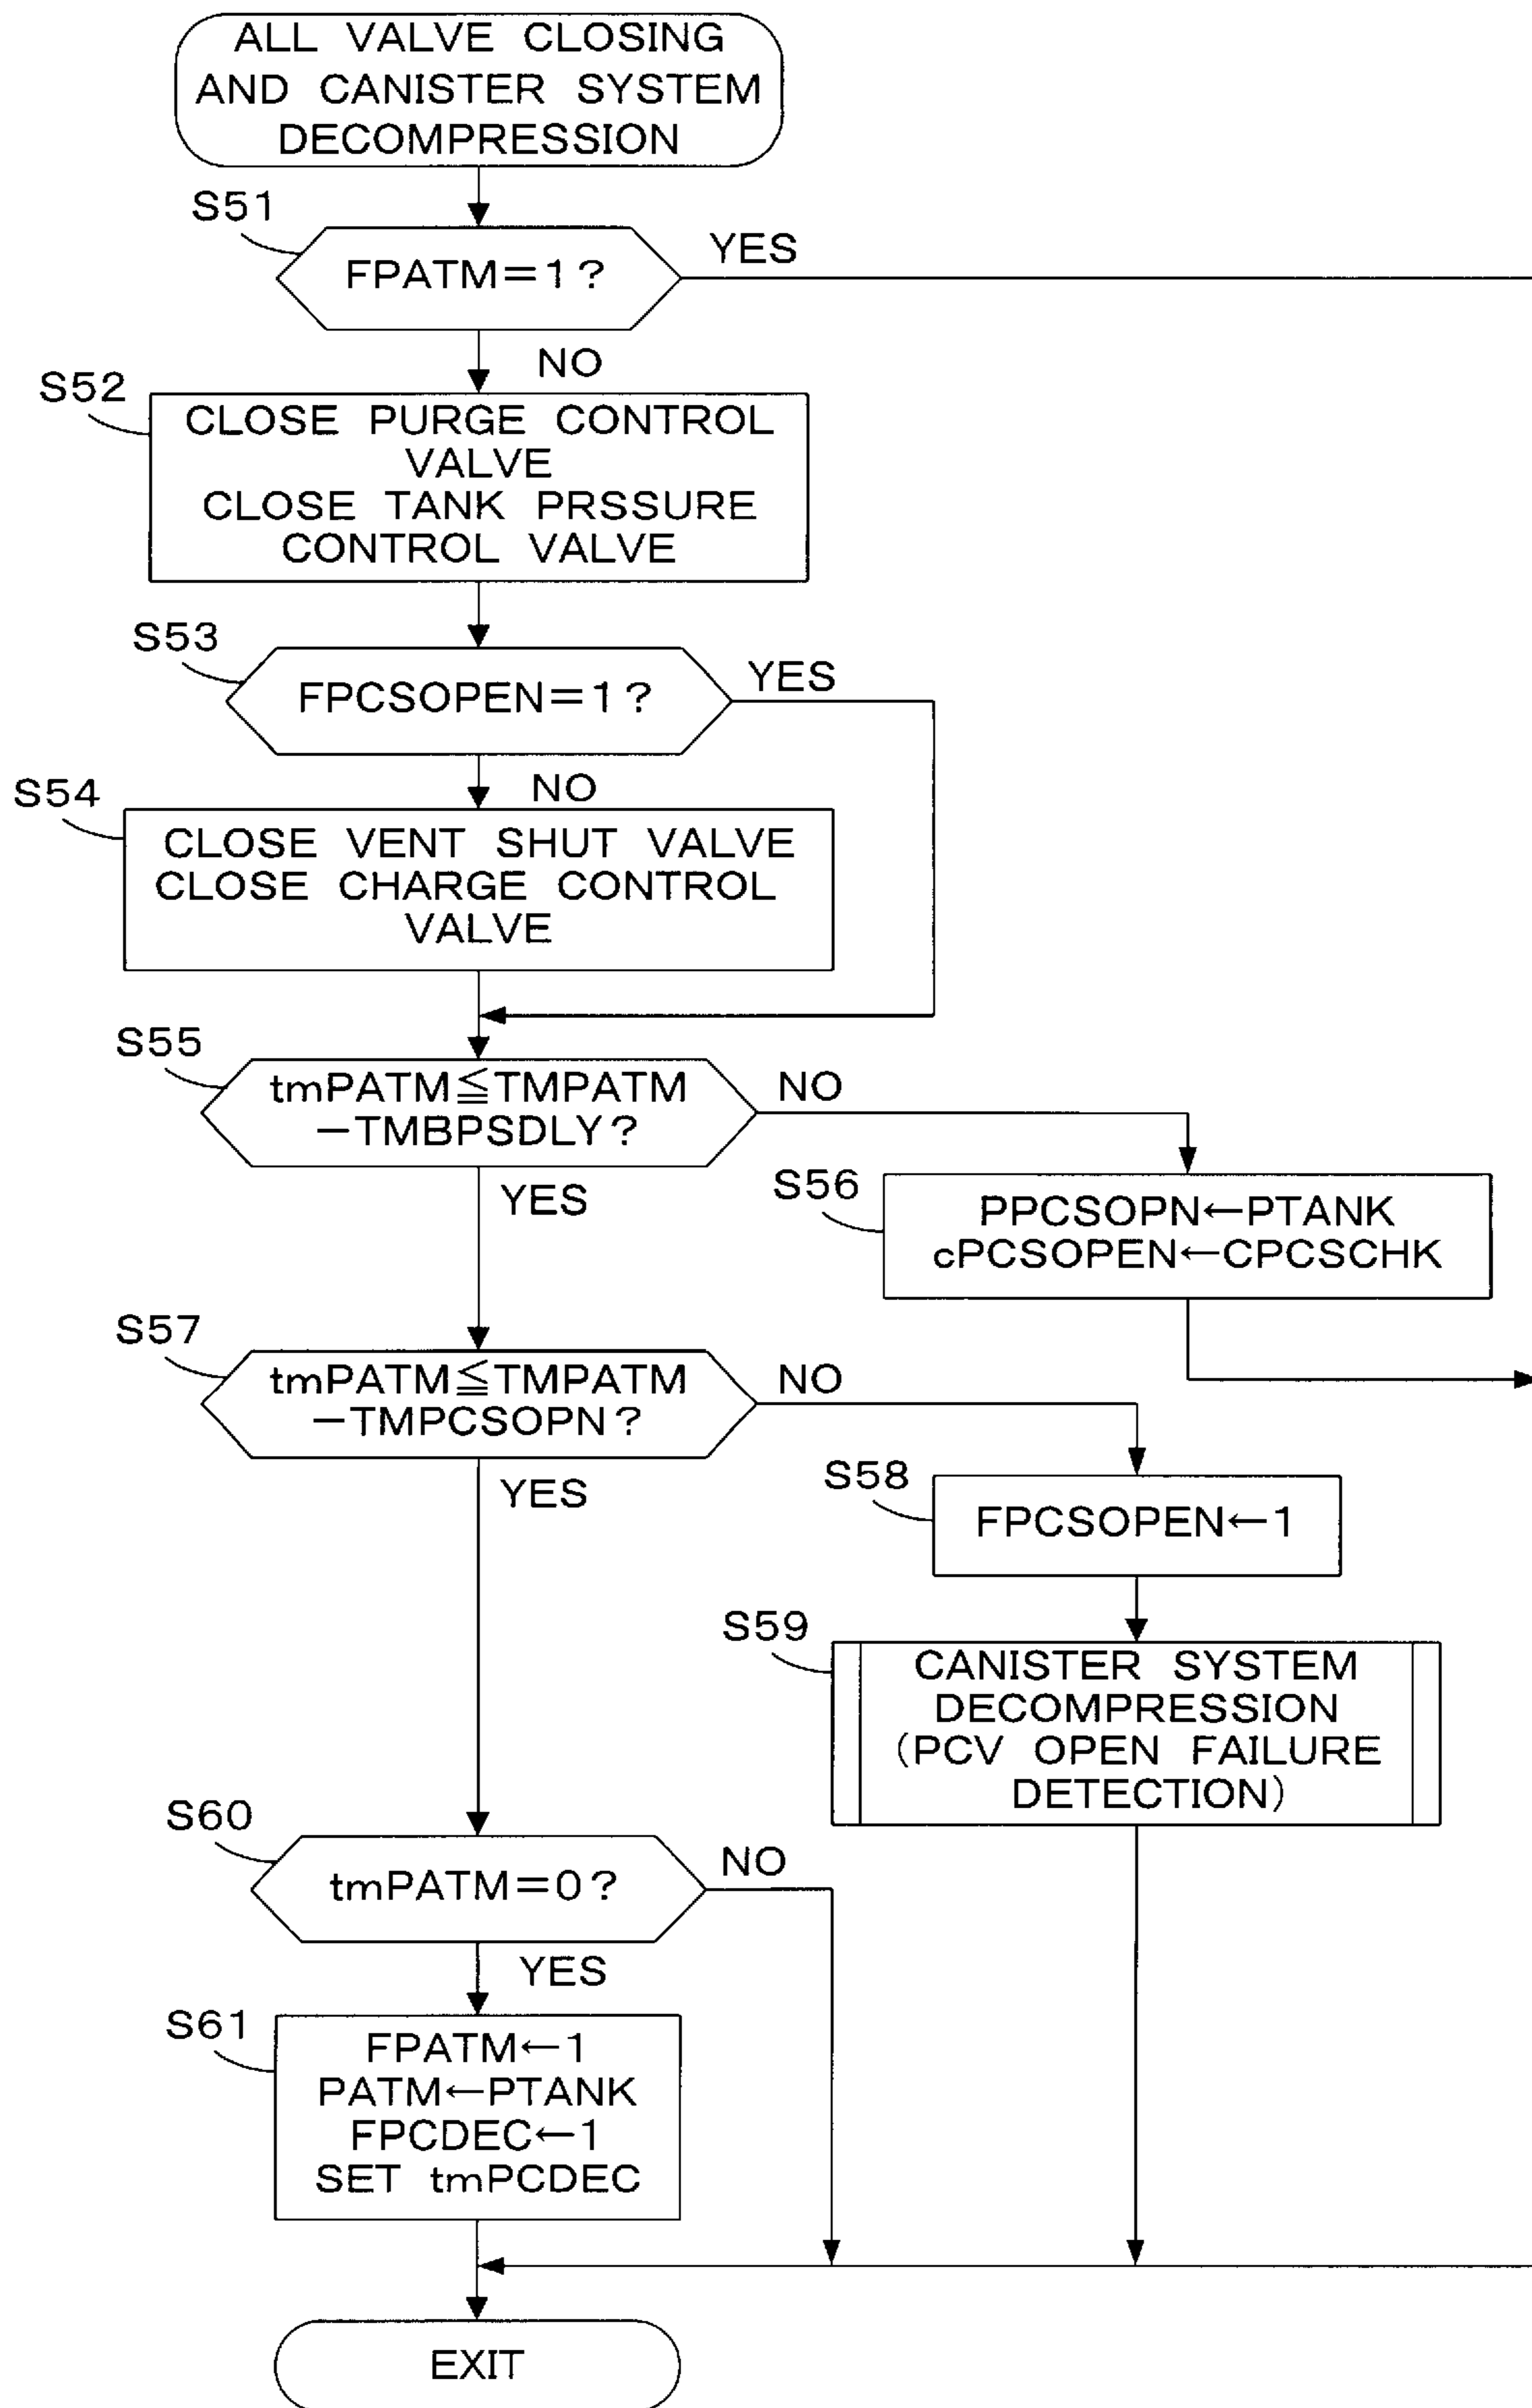 ALL VALVE CLOSING
AND CANISTER SYSTEM
DECOMPRESSION
S51
FPATM=1?
YES
NO
S52
CLOSE PURGE CONTROL
VALVE
CLOSE TANK PRSSURE
CONTROL VALVE
S53
FPCSOPEN=1?
YES
NO
S54
CLOSE VENT SHUT VALVE
CLOSE CHARGE CONTROL
VALVE
S55
tmPATM≦TMPATM
−TMBPSDLY?
NO
YES
S56
PPCSOPN←PTANK
cPCSOPEN←CPCSCHK
S57
tmPATM≦TMPATM
−TMPCSOPN?
NO
YES
S58
FPCSOPEN←1
S59
CANISTER SYSTEM
DECOMPRESSION
(PCV OPEN FAILURE
DETECTION)
S60
tmPATM=0?
NO
YES
S61
FPATM←1
PATM←PTANK
FPCDEC←1
SET tmPCDEC
EXIT